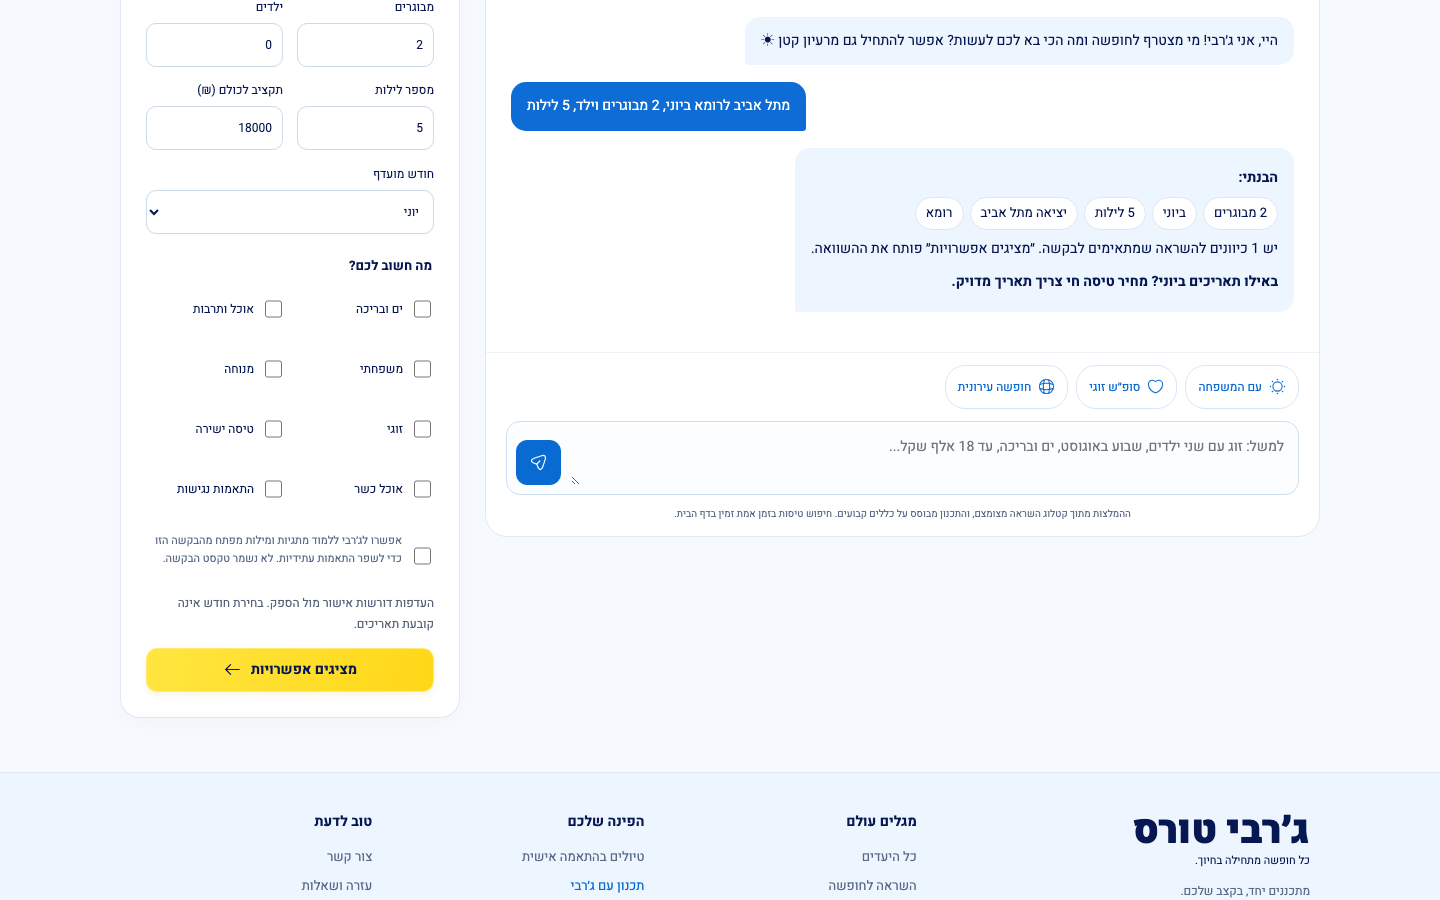 היי, אני ג׳רבי! מי מצטרף לחופשה ומה הכי בא לכם לעשות? אפשר להתחיל גם מרעיון קטן ☀
מתל אביב לרומא ביוני, 2 מבוגרים וילד, 5 לילות
הבנתי:
2 מבוגרים
ביוני
5 לילות
יציאה מתל אביב
רומא
יש 1 כיוונים להשראה שמתאימים לבקשה. ״מציגים אפשרויות״ פותח את ההשוואה.
באילו תאריכים ביוני? מחיר טיסה חי צריך תאריך מדויק.
עם המשפחה
סופ״ש זוגי
חופשה עירונית
למשל: זוג עם שני ילדים, שבוע באוגוסט, ים ובריכה, עד 18 אלף שקל...
ההמלצות מתוך קטלוג השראה מצומצם, והתכנון מבוסס על כללים קבועים. חיפוש טיסות בזמן אמת זמין בדף הבית.
מבוגרים
ילדים
2
0
מספר לילות
תקציב לכולם (₪)
5
18000
חודש מועדף
יוני
מה חשוב לכם?
ים ובריכה
אוכל ותרבות
משפחתי
מנוחה
זוגי
טיסה ישירה
אוכל כשר
התאמות נגישות
אפשרו לג׳רבי ללמוד מתגיות ומילות מפתח מהבקשה הזו
כדי לשפר התאמות עתידיות. לא נשמר טקסט הבקשה.
העדפות דורשות אישור מול הספק. בחירת חודש אינה
קובעת תאריכים.
מציגים אפשרויות ←
ג׳רבי טורס
כל חופשה מתחילה בחיוך.
מתכננים יחד, בקצב שלכם.
מגלים עולם
כל היעדים
השראה לחופשה
הפינה שלכם
טיולים בהתאמה אישית
תכנון עם ג׳רבי
טוב לדעת
צור קשר
עזרה ושאלות